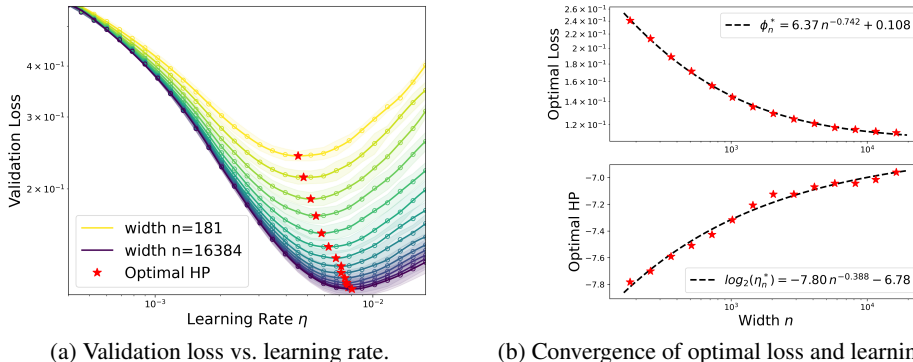 Validation Loss
4 × 10⁻¹
3 × 10⁻¹
2 × 10⁻¹
width n=181
width n=16384
Optimal HP
10⁻³
10⁻²
Learning Rate η
(a) Validation loss vs. learning rate.
Optimal Loss
2.6 × 10⁻¹
2.4 × 10⁻¹
2.2 × 10⁻¹
2 × 10⁻¹
1.8 × 10⁻¹
1.6 × 10⁻¹
1.4 × 10⁻¹
1.2 × 10⁻¹
ϕ*ₙ = 6.37 n^−0.742 + 0.108
10³
10⁴
Optimal HP
−7.0
−7.2
−7.4
−7.6
−7.8
log₂(η*ₙ) = −7.80 n^−0.388 − 6.78
10³
10⁴
Width n
(b) Convergence of optimal loss and learnin